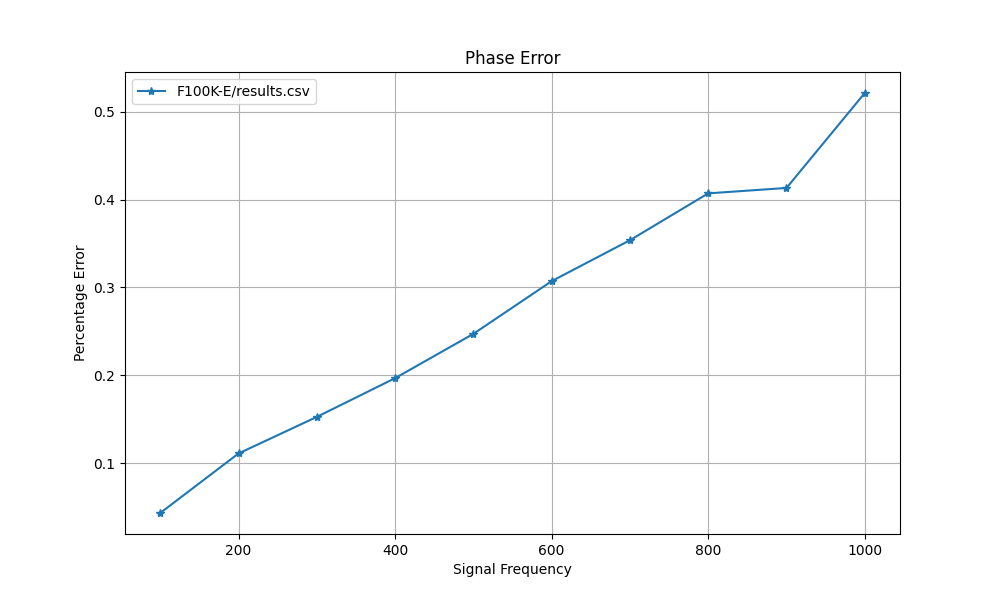 Phase Error
F100K-E/results.csv
0.5
0.4
0.3
0.2
0.1
Percentage Error
200 400 600 800 1000
Signal Frequency